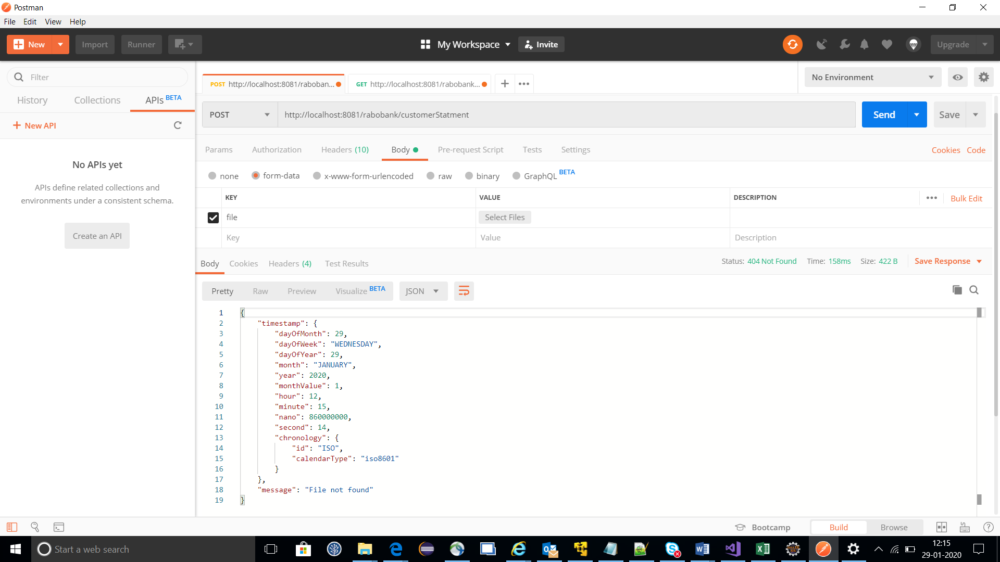 Postman
File Edit View Help
New Import Runner My Workspace Invite Upgrade
Filter
History Collections APIs BETA
New API
No APIs yet
APIs define related collections and
environments under a consistent schema.
Create an API
POST http://localhost:8081/raboban... GET http://localhost:8081/rabobank...
No Environment
POST http://localhost:8081/rabobank/customerStatment Send Save
Params Authorization Headers (10) Body Pre-request Script Tests Settings Cookies Code
none form-data x-www-form-urlencoded raw binary GraphQL BETA
KEY VALUE DESCRIPTION Bulk Edit
file Select Files
Key Value Description
Body Cookies Headers (4) Test Results Status: 404 Not Found Time: 158ms Size: 422 B Save Response
Pretty Raw Preview Visualize BETA JSON
1 {
2 "timestamp": {
3 "dayOfMonth": 29,
4 "dayOfWeek": "WEDNESDAY",
5 "dayOfYear": 29,
6 "month": "JANUARY",
7 "year": 2020,
8 "monthValue": 1,
9 "hour": 12,
10 "minute": 15,
11 "nano": 860000000,
12 "second": 14,
13 "chronology": {
14 "id": "ISO",
15 "calendarType": "iso8601"
16 }
17 },
18 "message": "File not found"
19 }
Bootcamp Build Browse
Start a web search
12:15
29-01-2020